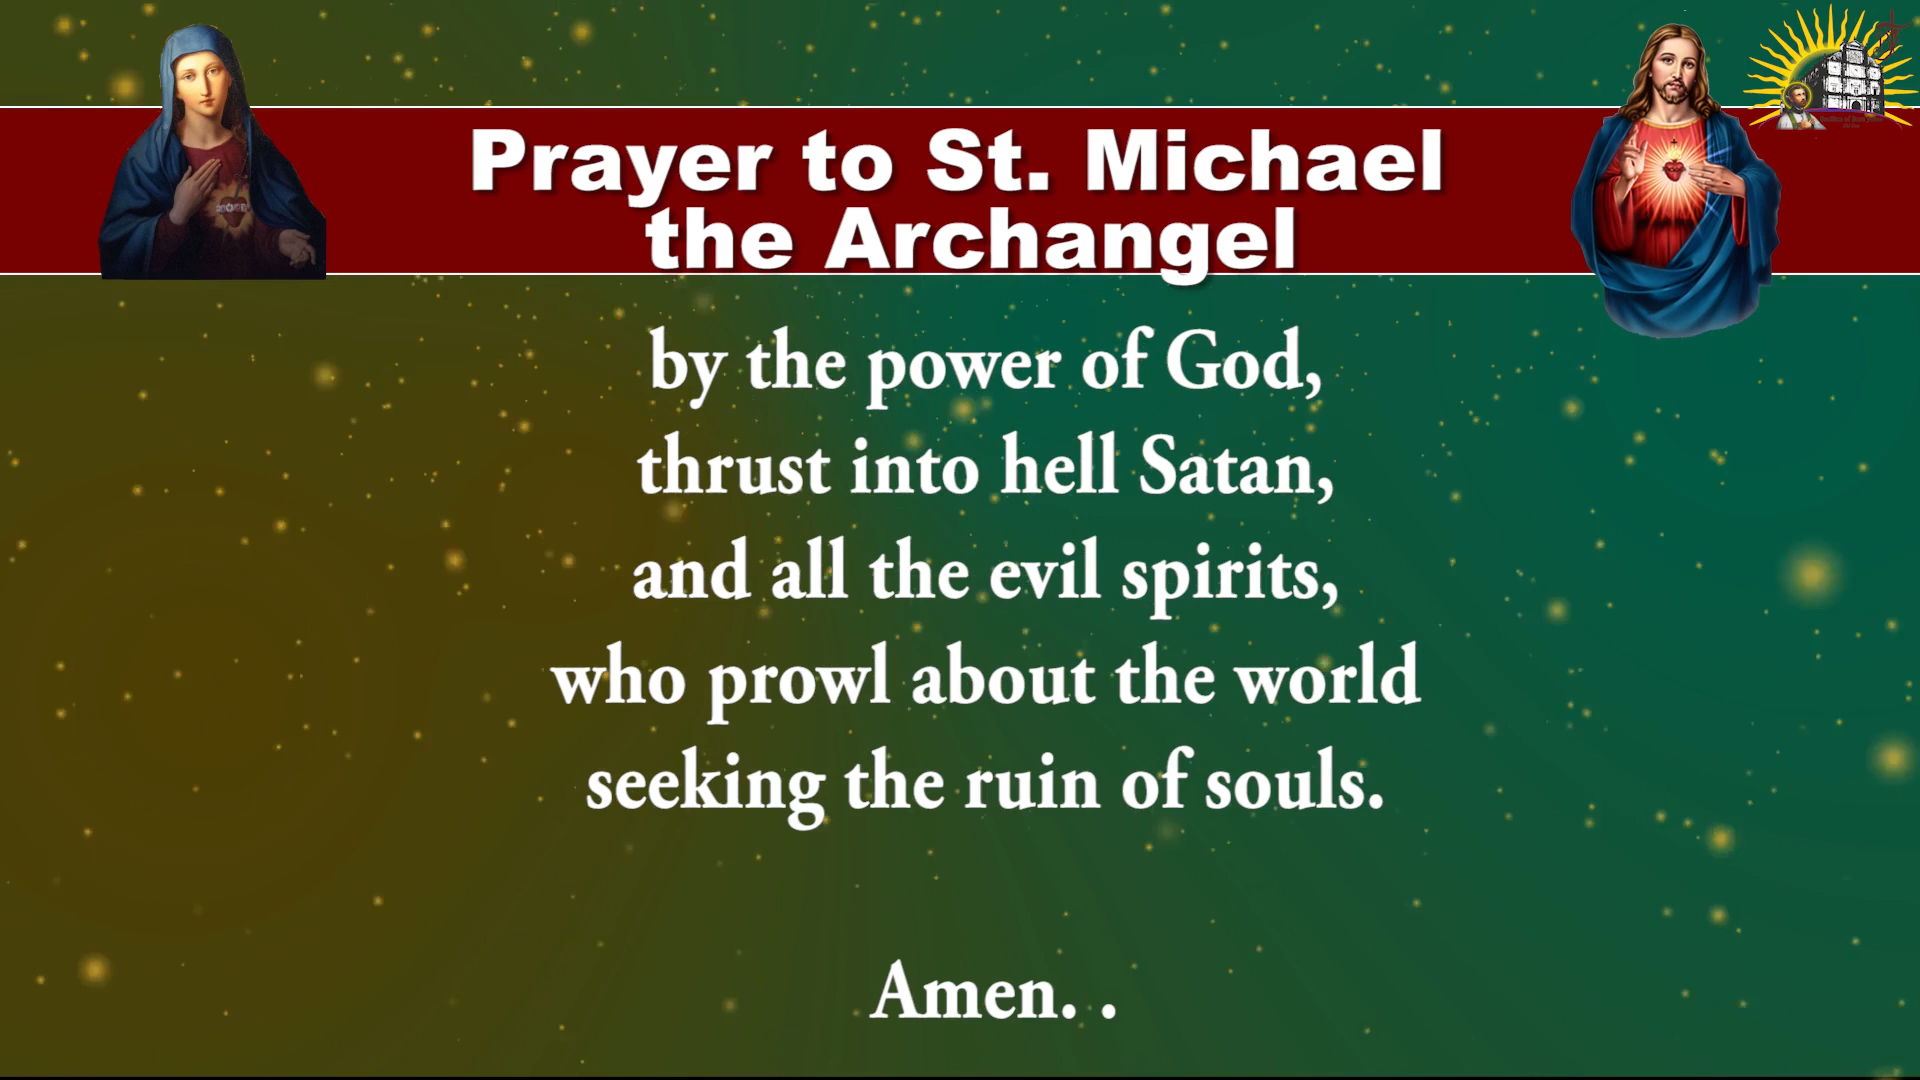 Prayer to St. Michael
the Archangel
by the power of God,
thrust into hell Satan,
and all the evil spirits,
who prowl about the world
seeking the ruin of souls.
Amen. .